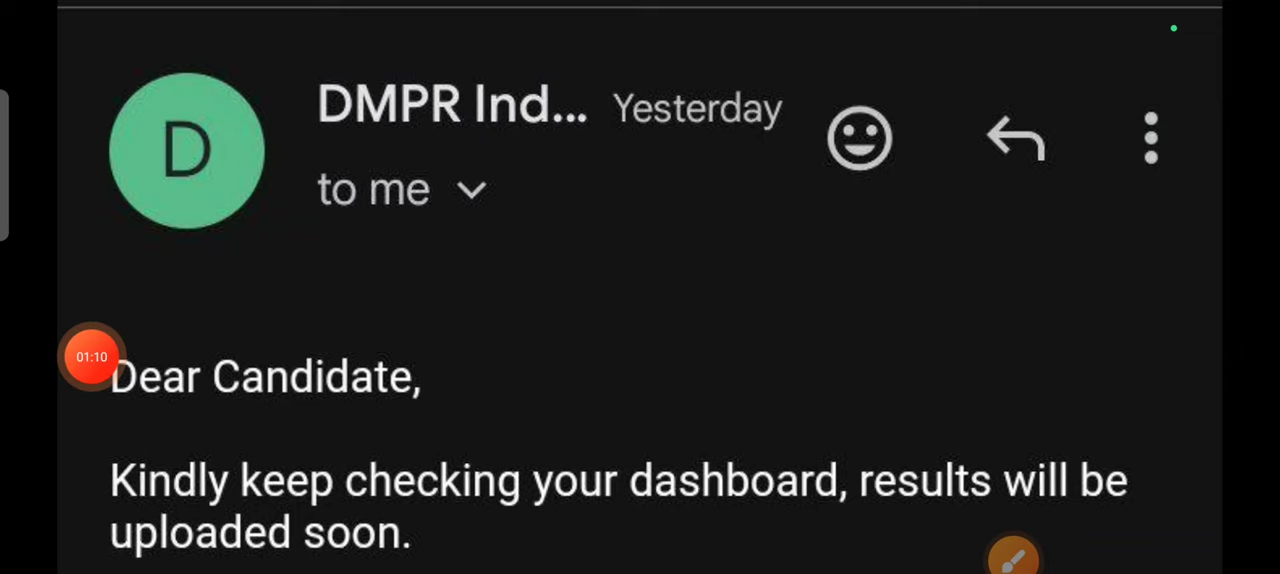 D
DMPR Ind... Yesterday
to me
01:10
Dear Candidate,
Kindly keep checking your dashboard, results will be
uploaded soon.